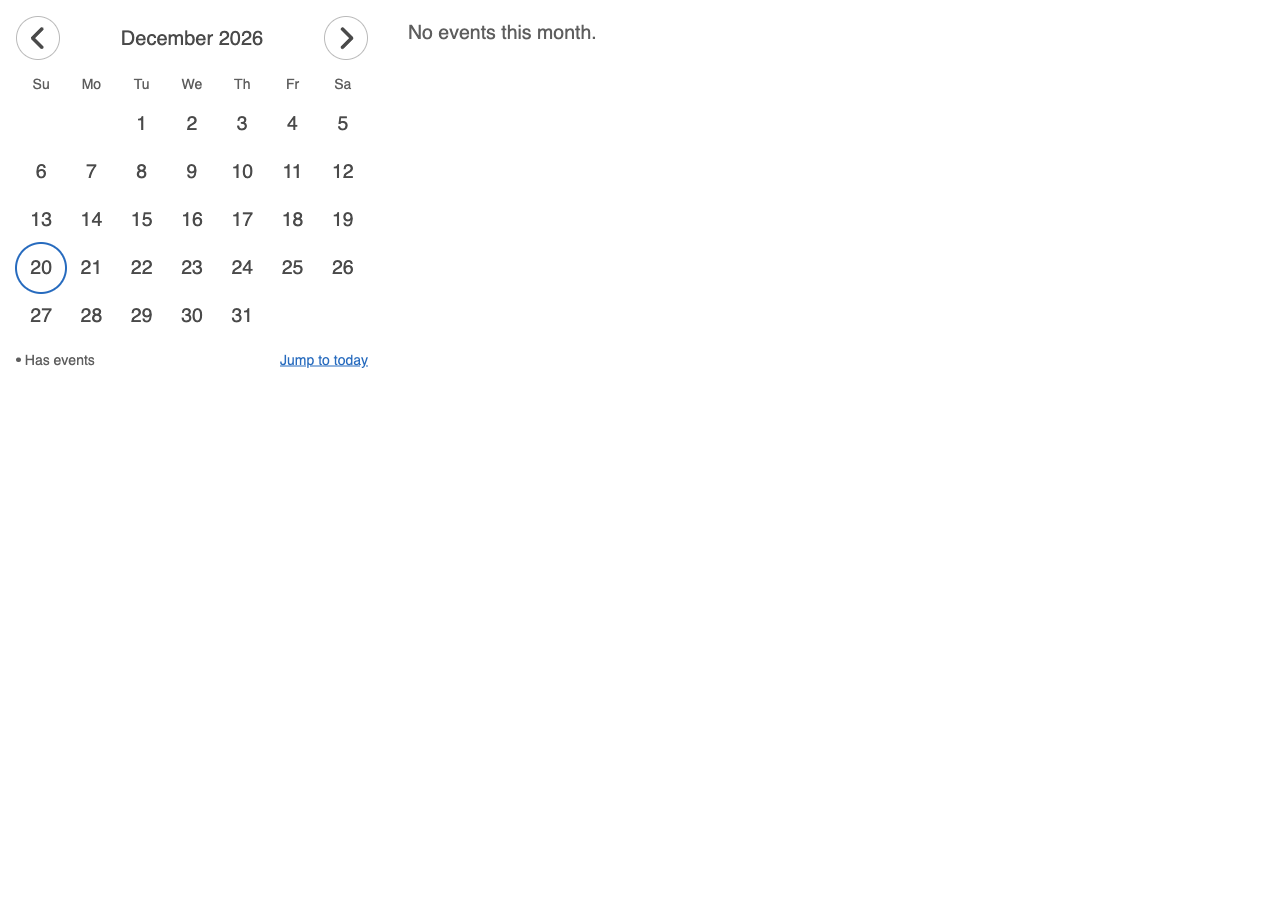 December 2026
Su Mo Tu We Th Fr Sa
1 2 3 4 5
6 7 8 9 10 11 12
13 14 15 16 17 18 19
20 21 22 23 24 25 26
27 28 29 30 31
• Has events
Jump to today
No events this month.